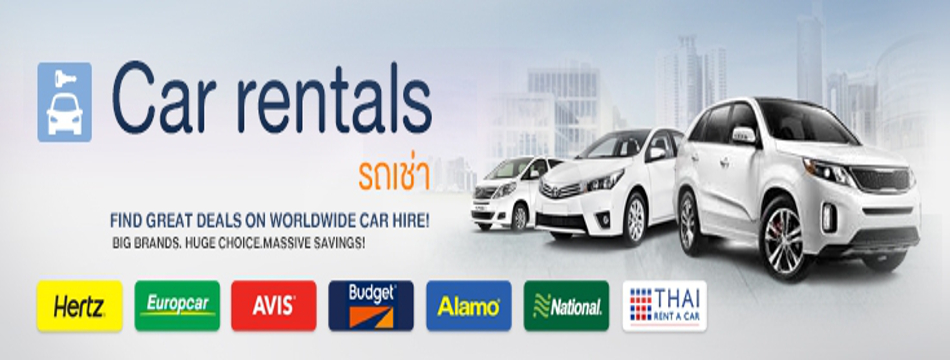 Car rentals
รถเช่า
FIND GREAT DEALS ON WORLDWIDE CAR HIRE!
BIG BRANDS. HUGE CHOICE.MASSIVE SAVINGS!
Hertz
Europcar
AVIS
Budget
Alamo
National.
THAI
RENT A CAR